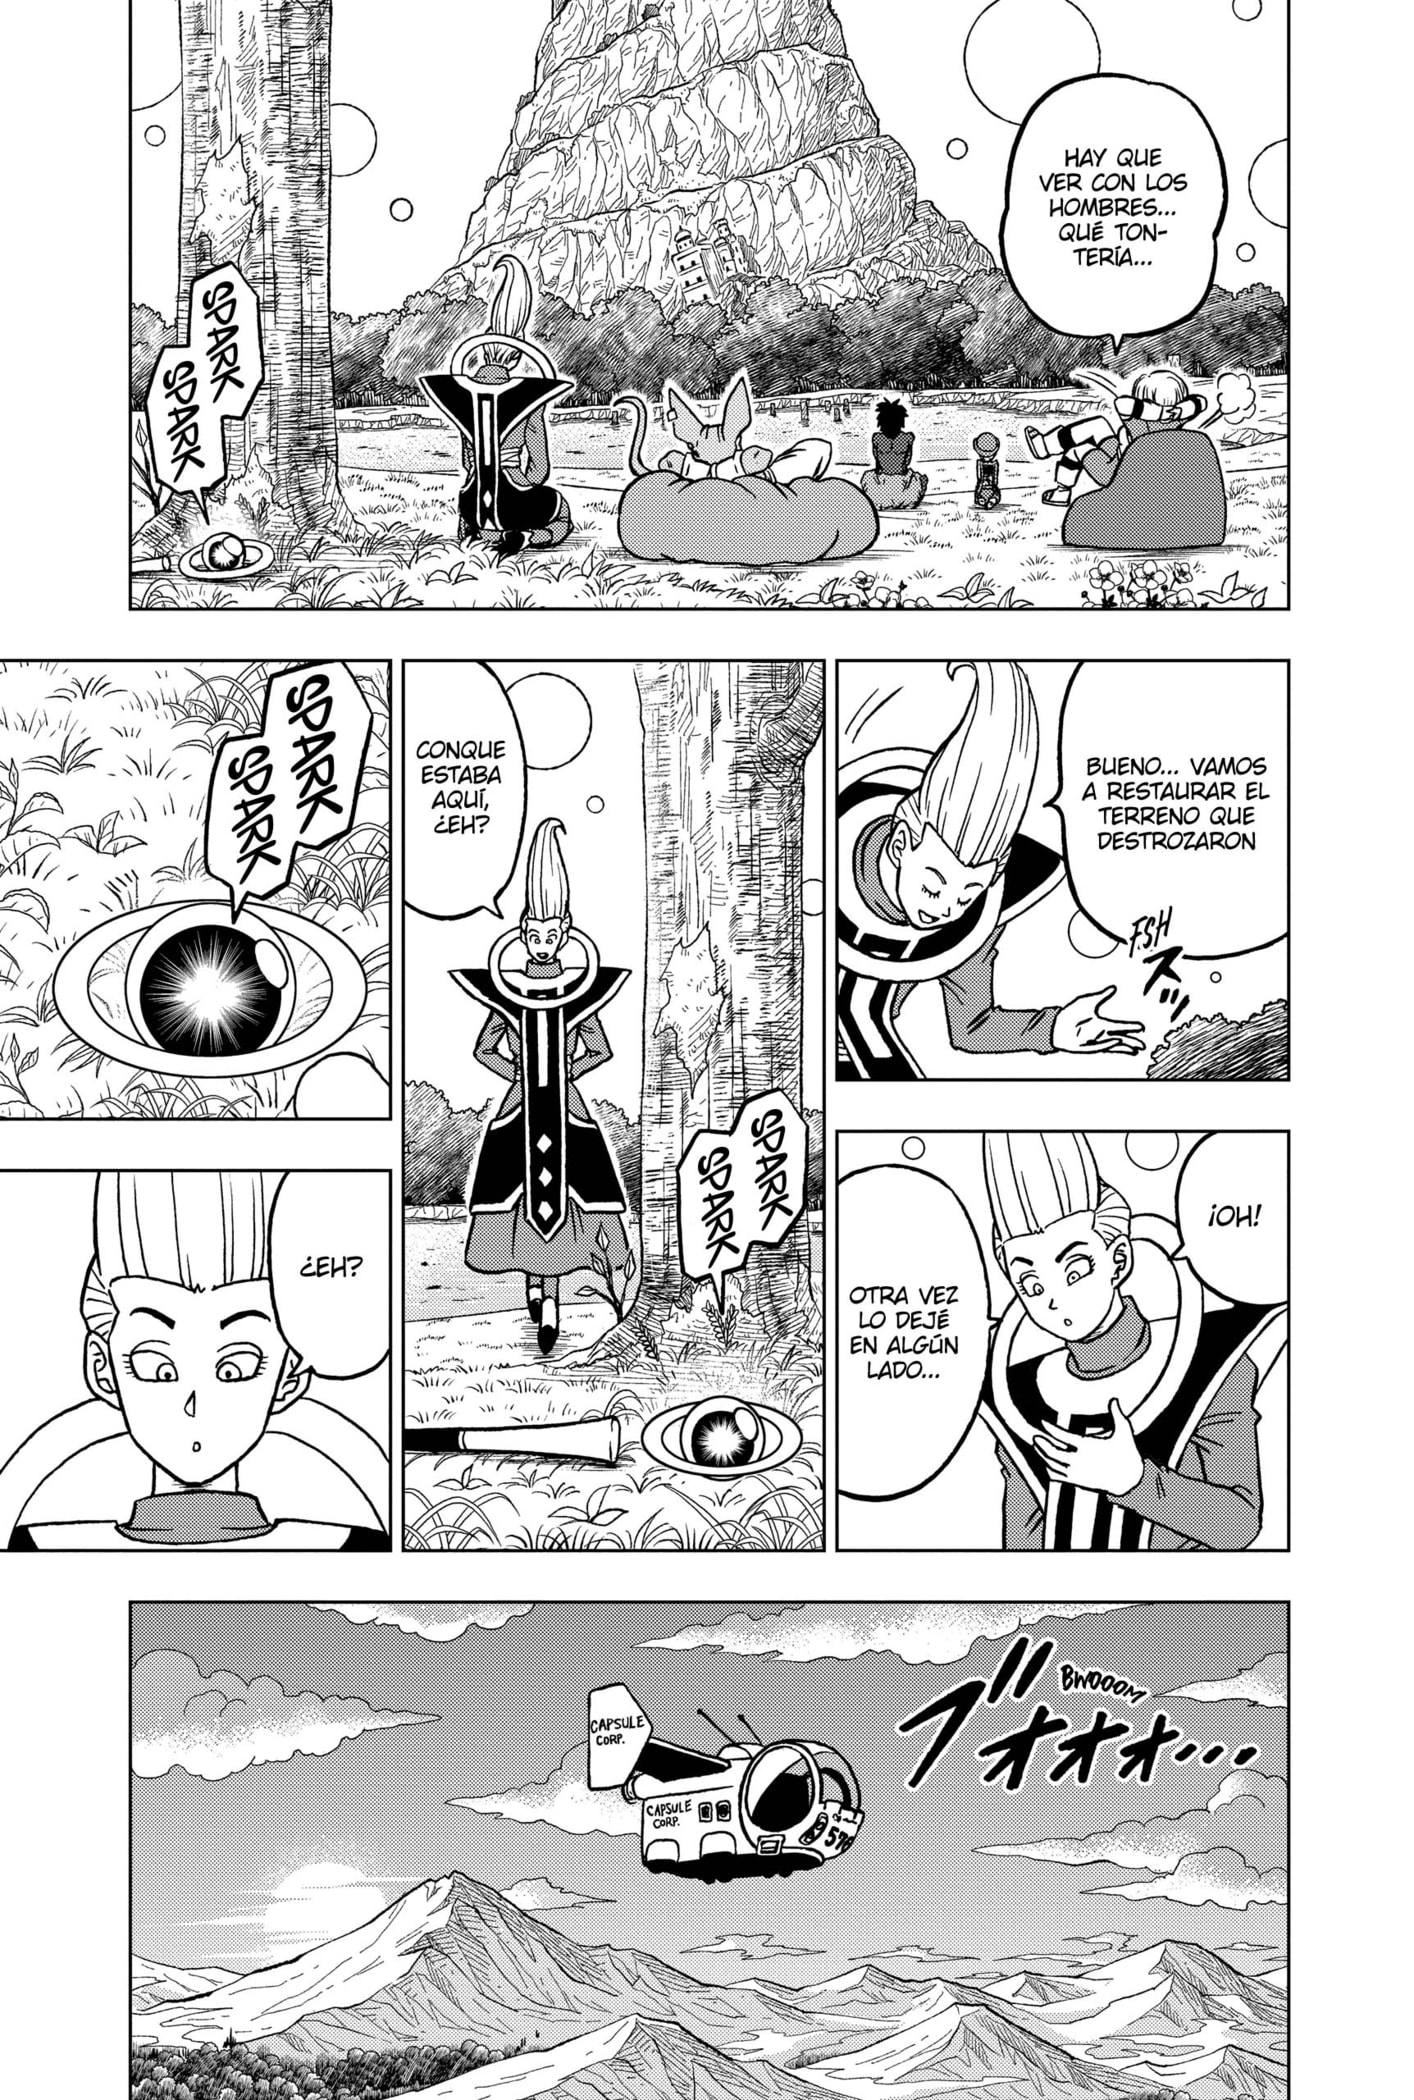 HAY QUE
VER CON LOS
HOMBRES...
QUÉ TON-
TERÍA...
SPARK
SPARK
BUENO... VAMOS
A RESTAURAR EL
TERRENO QUE
DESTROZARON
FSH
ズッ
¡OH!
OTRA VEZ
LO DEJÉ
EN ALGÚN
LADO...
CONQUE
ESTABA
AQUÍ,
¿EH?
SPARK
SPARK
SPARK
SPARK
¿EH?
BWOOOM
ブオオオ...
CAPSULE
CORP.
CAPSULE
CORP.
576